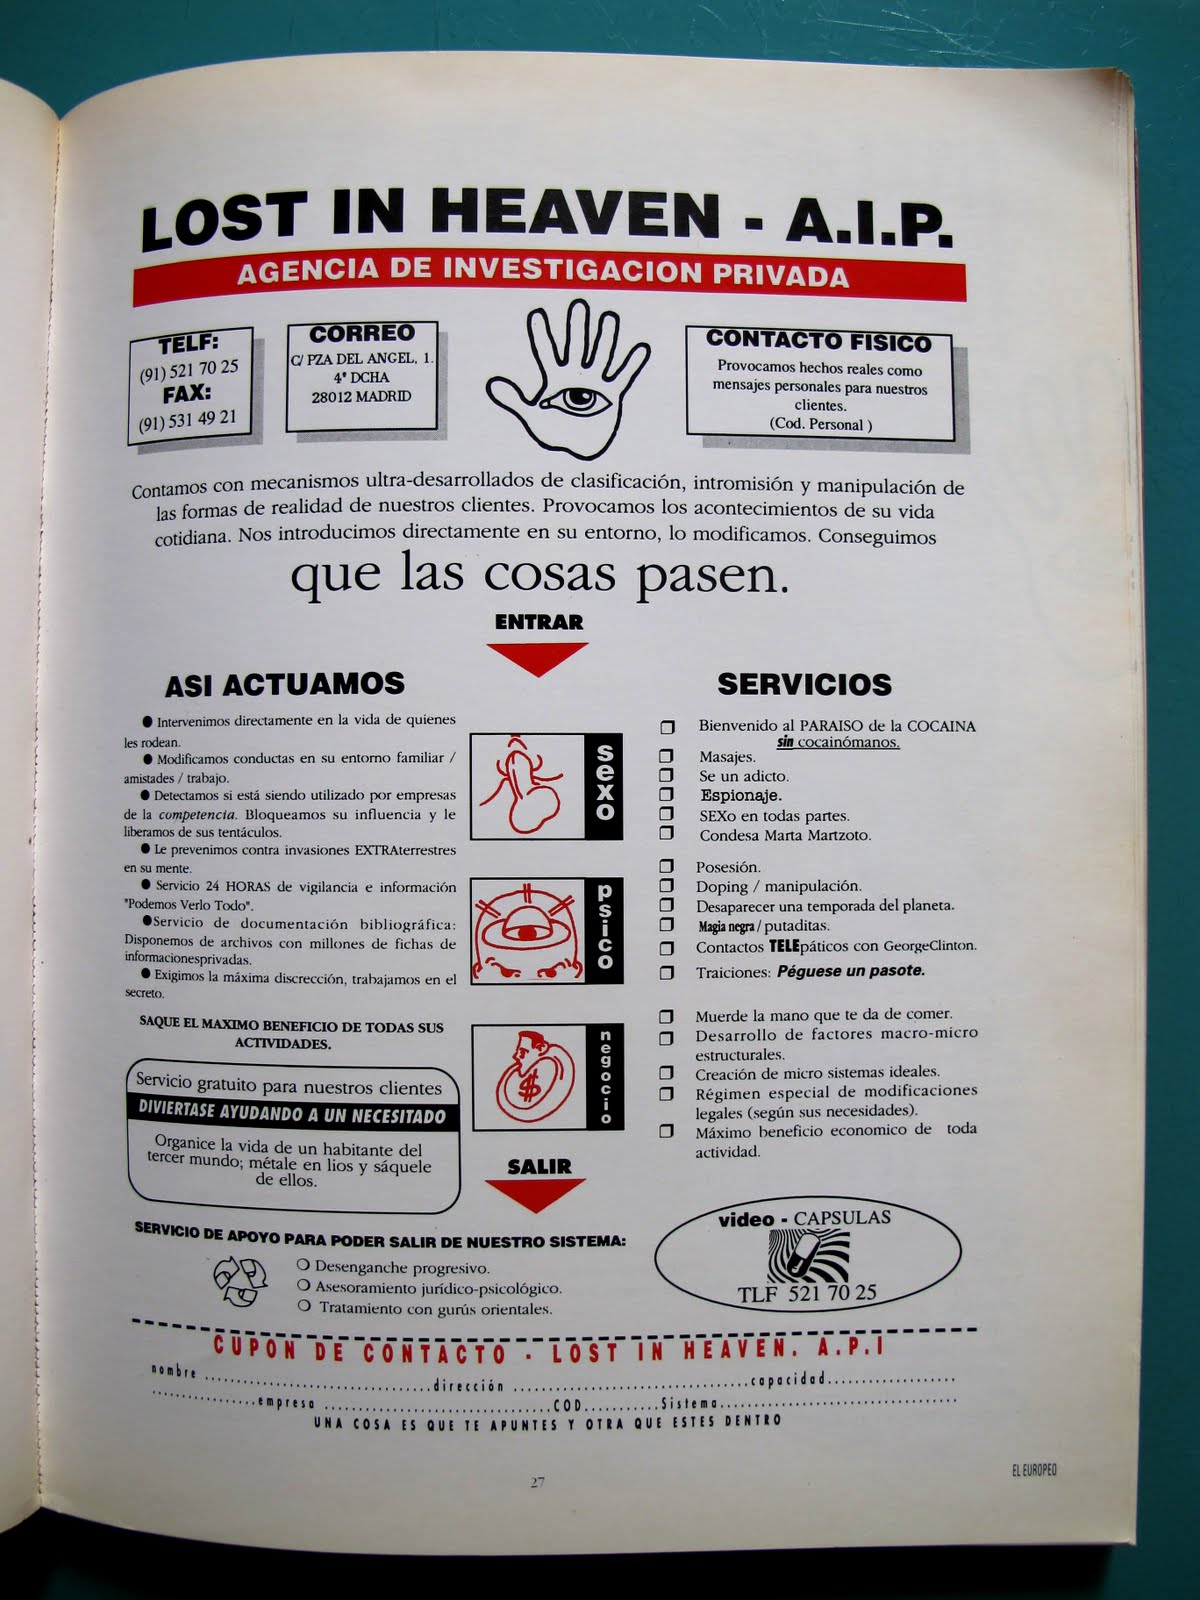 LOST IN HEAVEN - A.I.P.
AGENCIA DE INVESTIGACION PRIVADA
TELF:
(91) 521 70 25
FAX:
(91) 531 49 21
CORREO
C/ PZA DEL ANGEL, 1.
4º DCHA
28012 MADRID
CONTACTO FISICO
Provocamos hechos reales como
mensajes personales para nuestros
clientes.
(Cod. Personal )
Contamos con mecanismos ultra-desarrollados de clasificación, intromisión y manipulación de
las formas de realidad de nuestros clientes. Provocamos los acontecimientos de su vida
cotidiana. Nos introducimos directamente en su entorno, lo modificamos. Conseguimos
que las cosas pasen.
ENTRAR
ASI ACTUAMOS
● Intervenimos directamente en la vida de quienes
les rodean.
● Modificamos conductas en su entorno familiar /
amistades / trabajo.
● Detectamos si está siendo utilizado por empresas
de la competencia. Bloqueamos su influencia y le
liberamos de sus tentáculos.
● Le prevenimos contra invasiones EXTRAterrestres
en su mente.
● Servicio 24 HORAS de vigilancia e información
"Podemos Verlo Todo".
●Servicio de documentación bibliográfica:
Disponemos de archivos con millones de fichas de
informacionesprivadas.
● Exigimos la máxima discrección, trabajamos en el
secreto.
SAQUE EL MAXIMO BENEFICIO DE TODAS SUS
ACTIVIDADES.
Servicio gratuito para nuestros clientes
DIVIERTASE AYUDANDO A UN NECESITADO
Organice la vida de un habitante del
tercer mundo; métale en lios y sáquele
de ellos.
sexo
psico
$
negocio
SALIR
SERVICIOS
Bienvenido al PARAISO de la COCAINA
sin cocainómanos.
Masajes.
Se un adicto.
Espionaje.
SEXo en todas partes.
Condesa Marta Martzoto.
Posesión.
Doping / manipulación.
Desaparecer una temporada del planeta.
Magia negra / putaditas.
Contactos TELEpáticos con GeorgeClinton.
Traiciones: Péguese un pasote.
Muerde la mano que te da de comer.
Desarrollo de factores macro-micro
estructurales.
Creación de micro sistemas ideales.
Régimen especial de modificaciones
legales (según sus necesidades).
Máximo beneficio economico de toda
actividad.
SERVICIO DE APOYO PARA PODER SALIR DE NUESTRO SISTEMA:
Desenganche progresivo.
Asesoramiento jurídico-psicológico.
Tratamiento con gurús orientales.
video - CAPSULAS
TLF 521 70 25
CUPON DE CONTACTO - LOST IN HEAVEN. A.P.I
nombre ..............................dirección ...............................capacidad.................
..............empresa ..............................COD..........Sistema...............................
UNA COSA ES QUE TE APUNTES Y OTRA QUE ESTES DENTRO
27
EL EUROPEO